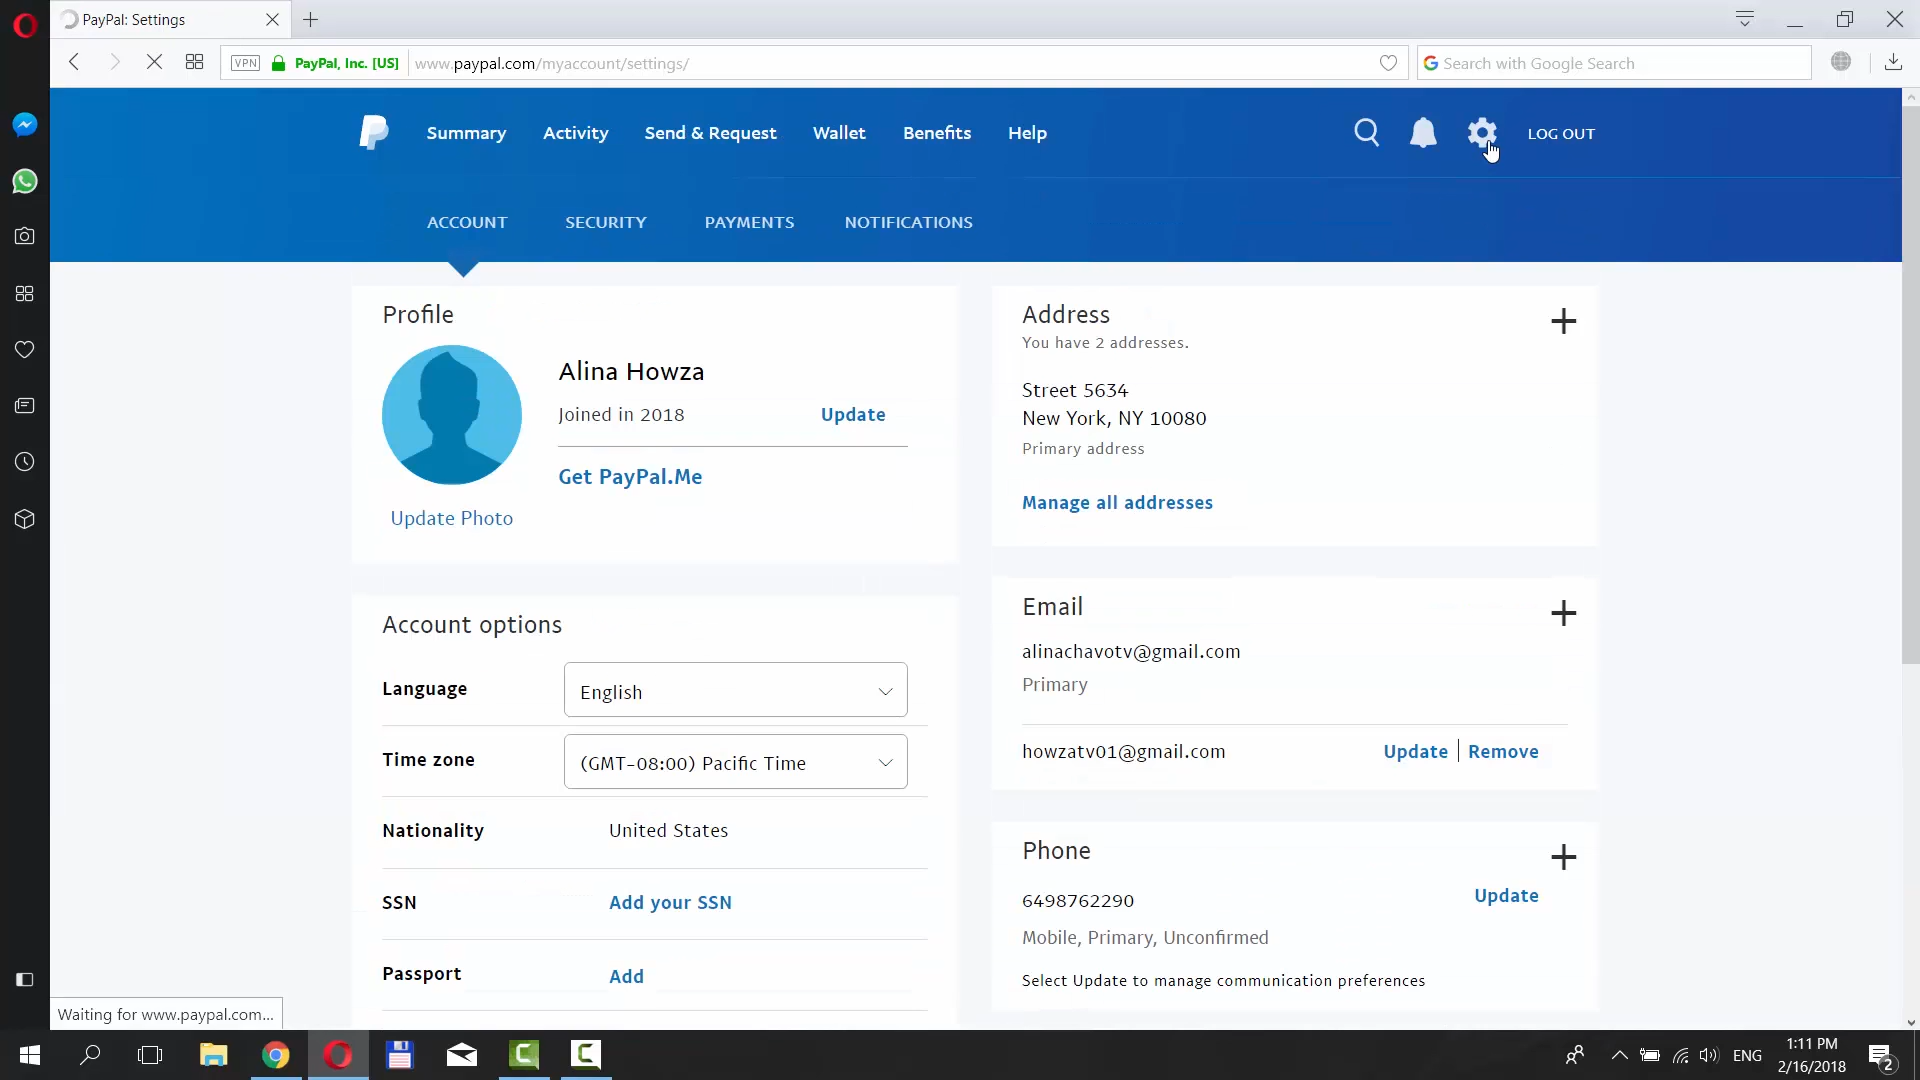 PayPal: Settings
VPN PayPal, Inc. [US] www.paypal.com/myaccount/settings/
Search with Google Search
Summary Activity Send & Request Wallet Benefits Help LOG OUT
ACCOUNT SECURITY PAYMENTS NOTIFICATIONS
Profile
Alina Howza
Joined in 2018 Update
Get PayPal.Me
Update Photo
Account options
Language English
Time zone (GMT-08:00) Pacific Time
Nationality United States
SSN Add your SSN
Passport Add
Address
You have 2 addresses.
Street 5634
New York, NY 10080
Primary address
Manage all addresses
Email
alinachavotv@gmail.com
Primary
howzatv01@gmail.com Update Remove
Phone
6498762290 Update
Mobile, Primary, Unconfirmed
Select Update to manage communication preferences
Waiting for www.paypal.com...
ENG
1:11 PM
2/16/2018
2